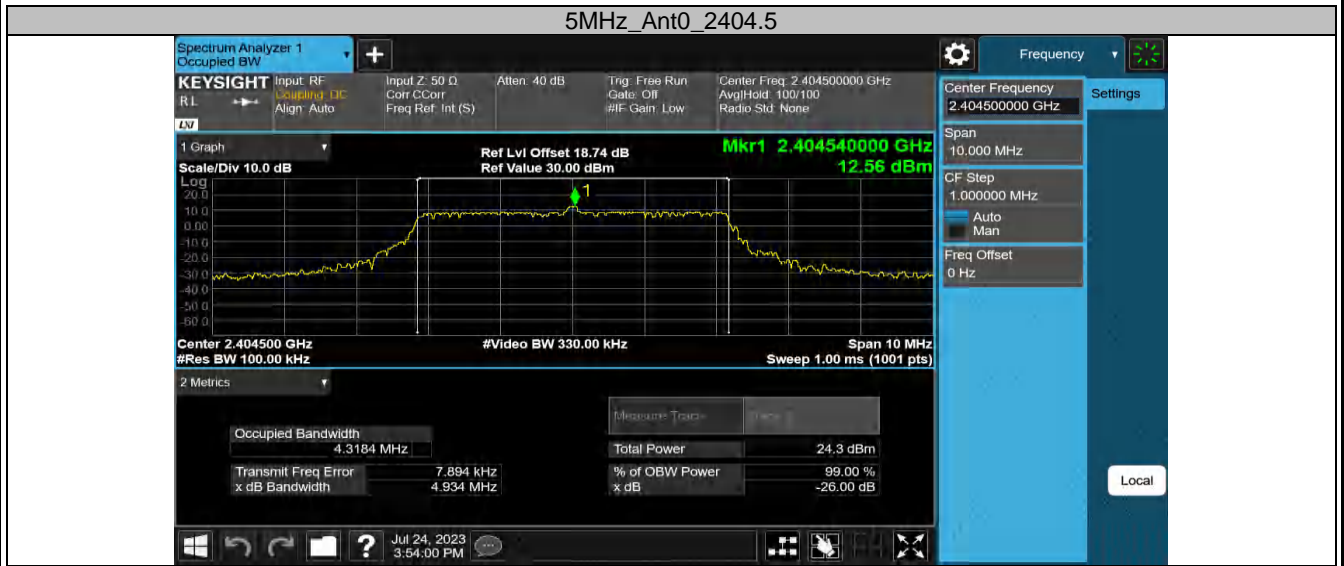 5MHz_Ant0_2404.5
Spectrum Analyzer 1
Occupied BW
+
Frequency
KEYSIGHT
RL
LXI
Input: RF
Coupling: DC
Align: Auto
Input Z: 50 Ω
Corr CCorr
Freq Ref: Int (S)
Atten: 40 dB
Trig: Free Run
Gate: Off
#IF Gain: Low
Center Freq: 2.404500000 GHz
Avg|Hold: 100/100
Radio Std: None
Center Frequency
2.404500000 GHz
Settings
Span
10.000 MHz
CF Step
1.000000 MHz
Auto
Man
Freq Offset
0 Hz
Local
1 Graph
Scale/Div 10.0 dB
Ref Lvl Offset 18.74 dB
Ref Value 30.00 dBm
Mkr1 2.404540000 GHz
12.56 dBm
Log
20.0
10.0
0.00
-10.0
-20.0
-30.0
-40.0
-50.0
-60.0
1
Center 2.404500 GHz
#Res BW 100.00 kHz
#Video BW 330.00 kHz
Span 10 MHz
Sweep 1.00 ms (1001 pts)
2 Metrics
Measure Trace
Occupied Bandwidth
4.3184 MHz
Total Power 24.3 dBm
Transmit Freq Error 7.894 kHz
% of OBW Power 99.00 %
x dB Bandwidth 4.934 MHz
x dB -26.00 dB
?
Jul 24, 2023
3:54:00 PM